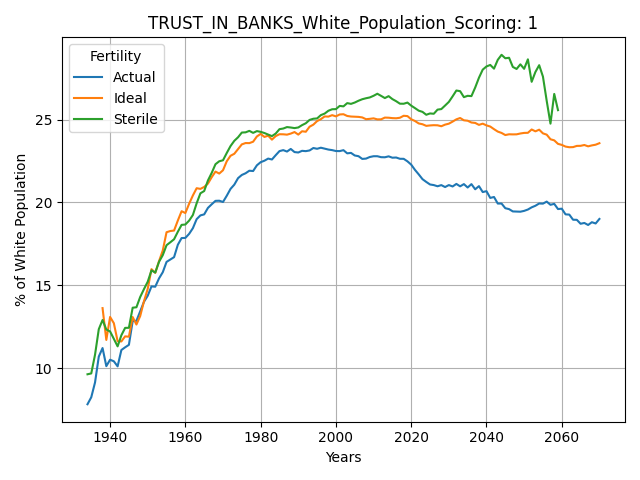 TRUST_IN_BANKS_White_Population_Scoring: 1
Fertility
Actual
Ideal
Sterile
% of White Population
25
20
15
10
1940 1960 1980 2000 2020 2040 2060
Years